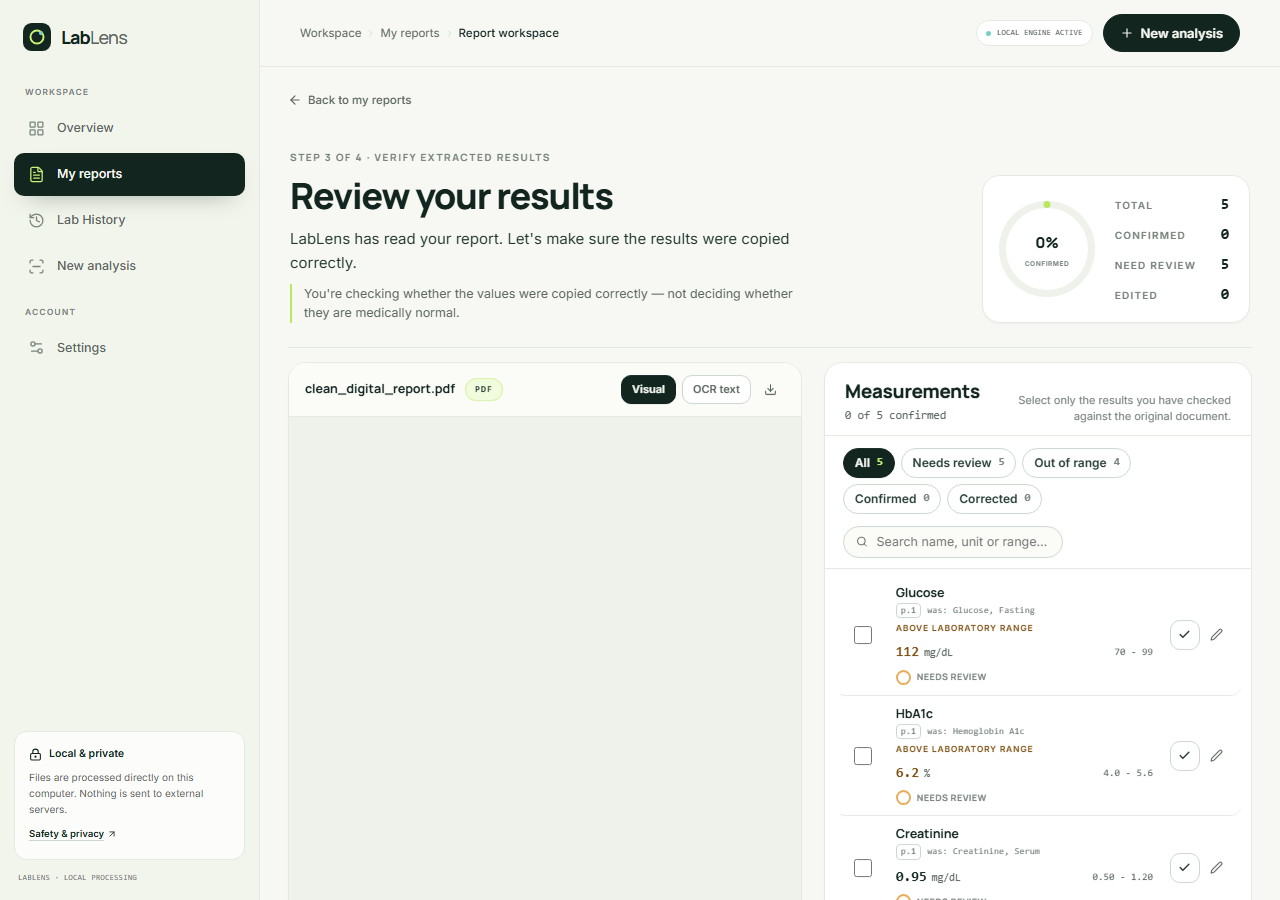 LabLens
WORKSPACE
Overview
My reports
Lab History
New analysis
ACCOUNT
Settings
Local & private
Files are processed directly on this
computer. Nothing is sent to external
servers.
Safety & privacy
LABLENS · LOCAL PROCESSING
Workspace
My reports
Report workspace
LOCAL ENGINE ACTIVE
New analysis
Back to my reports
STEP 3 OF 4 · VERIFY EXTRACTED RESULTS
Review your results
LabLens has read your report. Let's make sure the results were copied
correctly.
You're checking whether the values were copied correctly — not deciding whether
they are medically normal.
0%
CONFIRMED
TOTAL 5
CONFIRMED 0
NEED REVIEW 5
EDITED 0
clean_digital_report.pdf PDF
Visual
OCR text
Measurements
0 of 5 confirmed
Select only the results you have checked
against the original document.
All 5
Needs review 5
Out of range 4
Confirmed 0
Corrected 0
Search name, unit or range...
Glucose
p.1 was: Glucose, Fasting
ABOVE LABORATORY RANGE
112 mg/dL 70 - 99
NEEDS REVIEW
HbA1c
p.1 was: Hemoglobin A1c
ABOVE LABORATORY RANGE
6.2 % 4.0 - 5.6
NEEDS REVIEW
Creatinine
p.1 was: Creatinine, Serum
0.95 mg/dL 0.50 - 1.20
NEEDS REVIEW